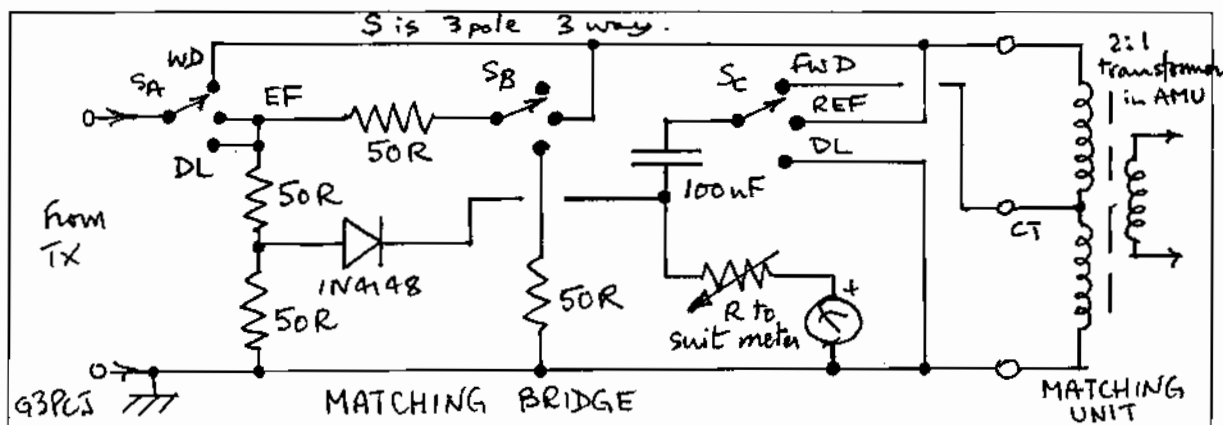 S is 3 pole 3 way.
WD
SA
EF
DL
50R
SB
SC
FWD
REF
DL
2:1
transformer
in AMU
100nF
50R
From
TX
1N4148
50R
50R
R to
suit meter
+
CT
G3PCJ
MATCHING BRIDGE
MATCHING
UNIT